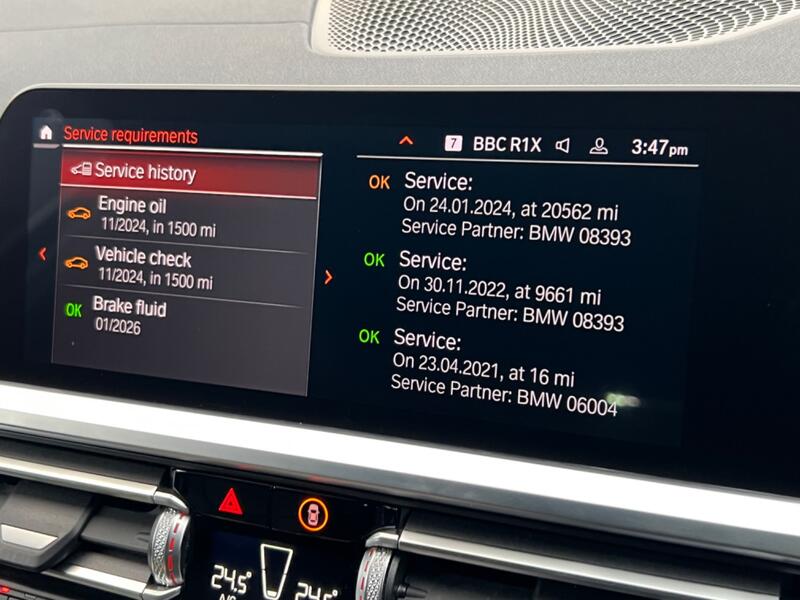 Service requirements
7 BBC R1X 3:47pm
Service history
Engine oil
11/2024, in 1500 mi
Vehicle check
11/2024, in 1500 mi
OK Brake fluid
01/2026
OK Service:
On 24.01.2024, at 20562 mi
Service Partner: BMW 08393
OK Service:
On 30.11.2022, at 9661 mi
Service Partner: BMW 08393
OK Service:
On 23.04.2021, at 16 mi
Service Partner: BMW 06004
24.5° 24.5°